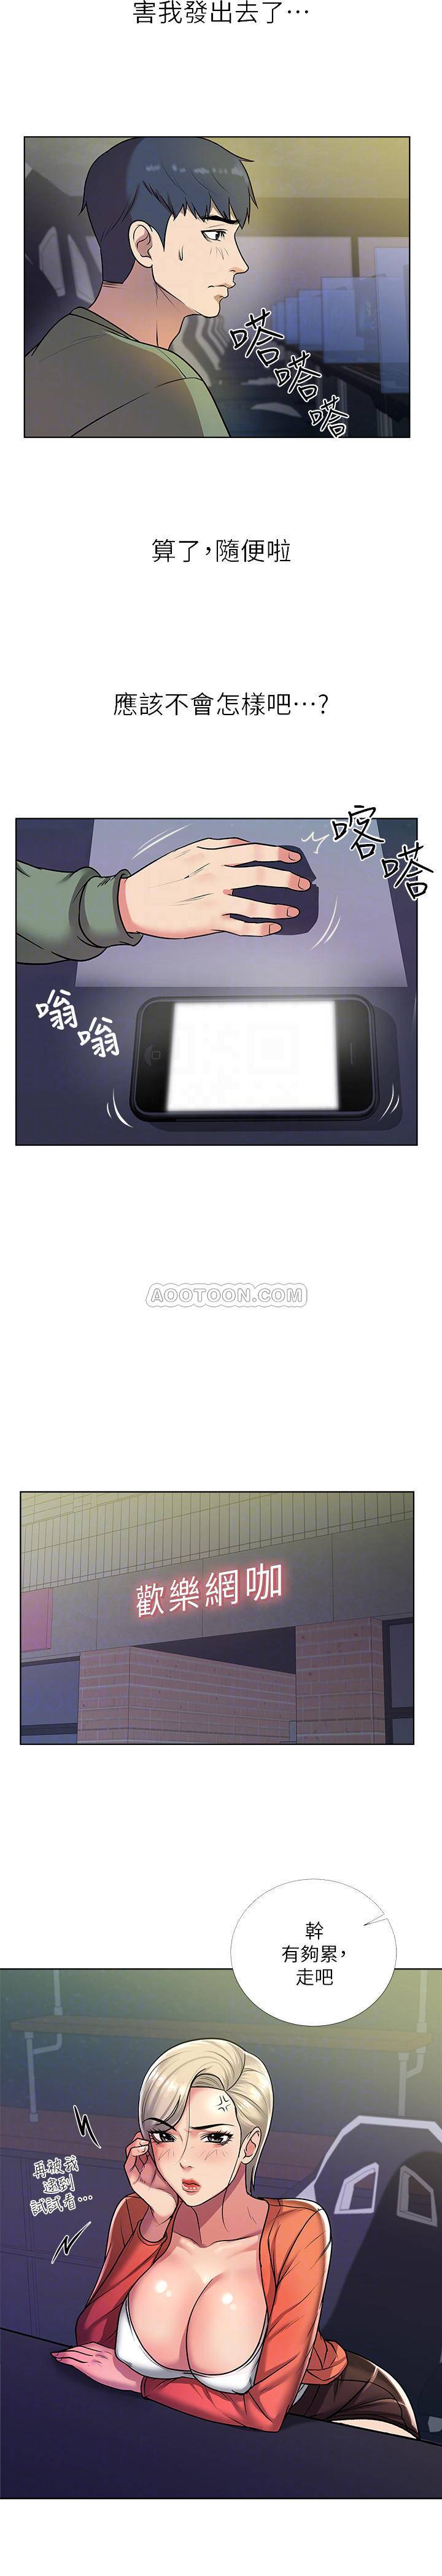 害我發出去了…
嗒
嗒
嗒
算了,隨便啦
應該不會怎樣吧…?
喀
嗒
嗡
嗡
AOOTOON.COM
歡樂網咖
幹
有夠累,
走吧
再被我
逮到
試試看…